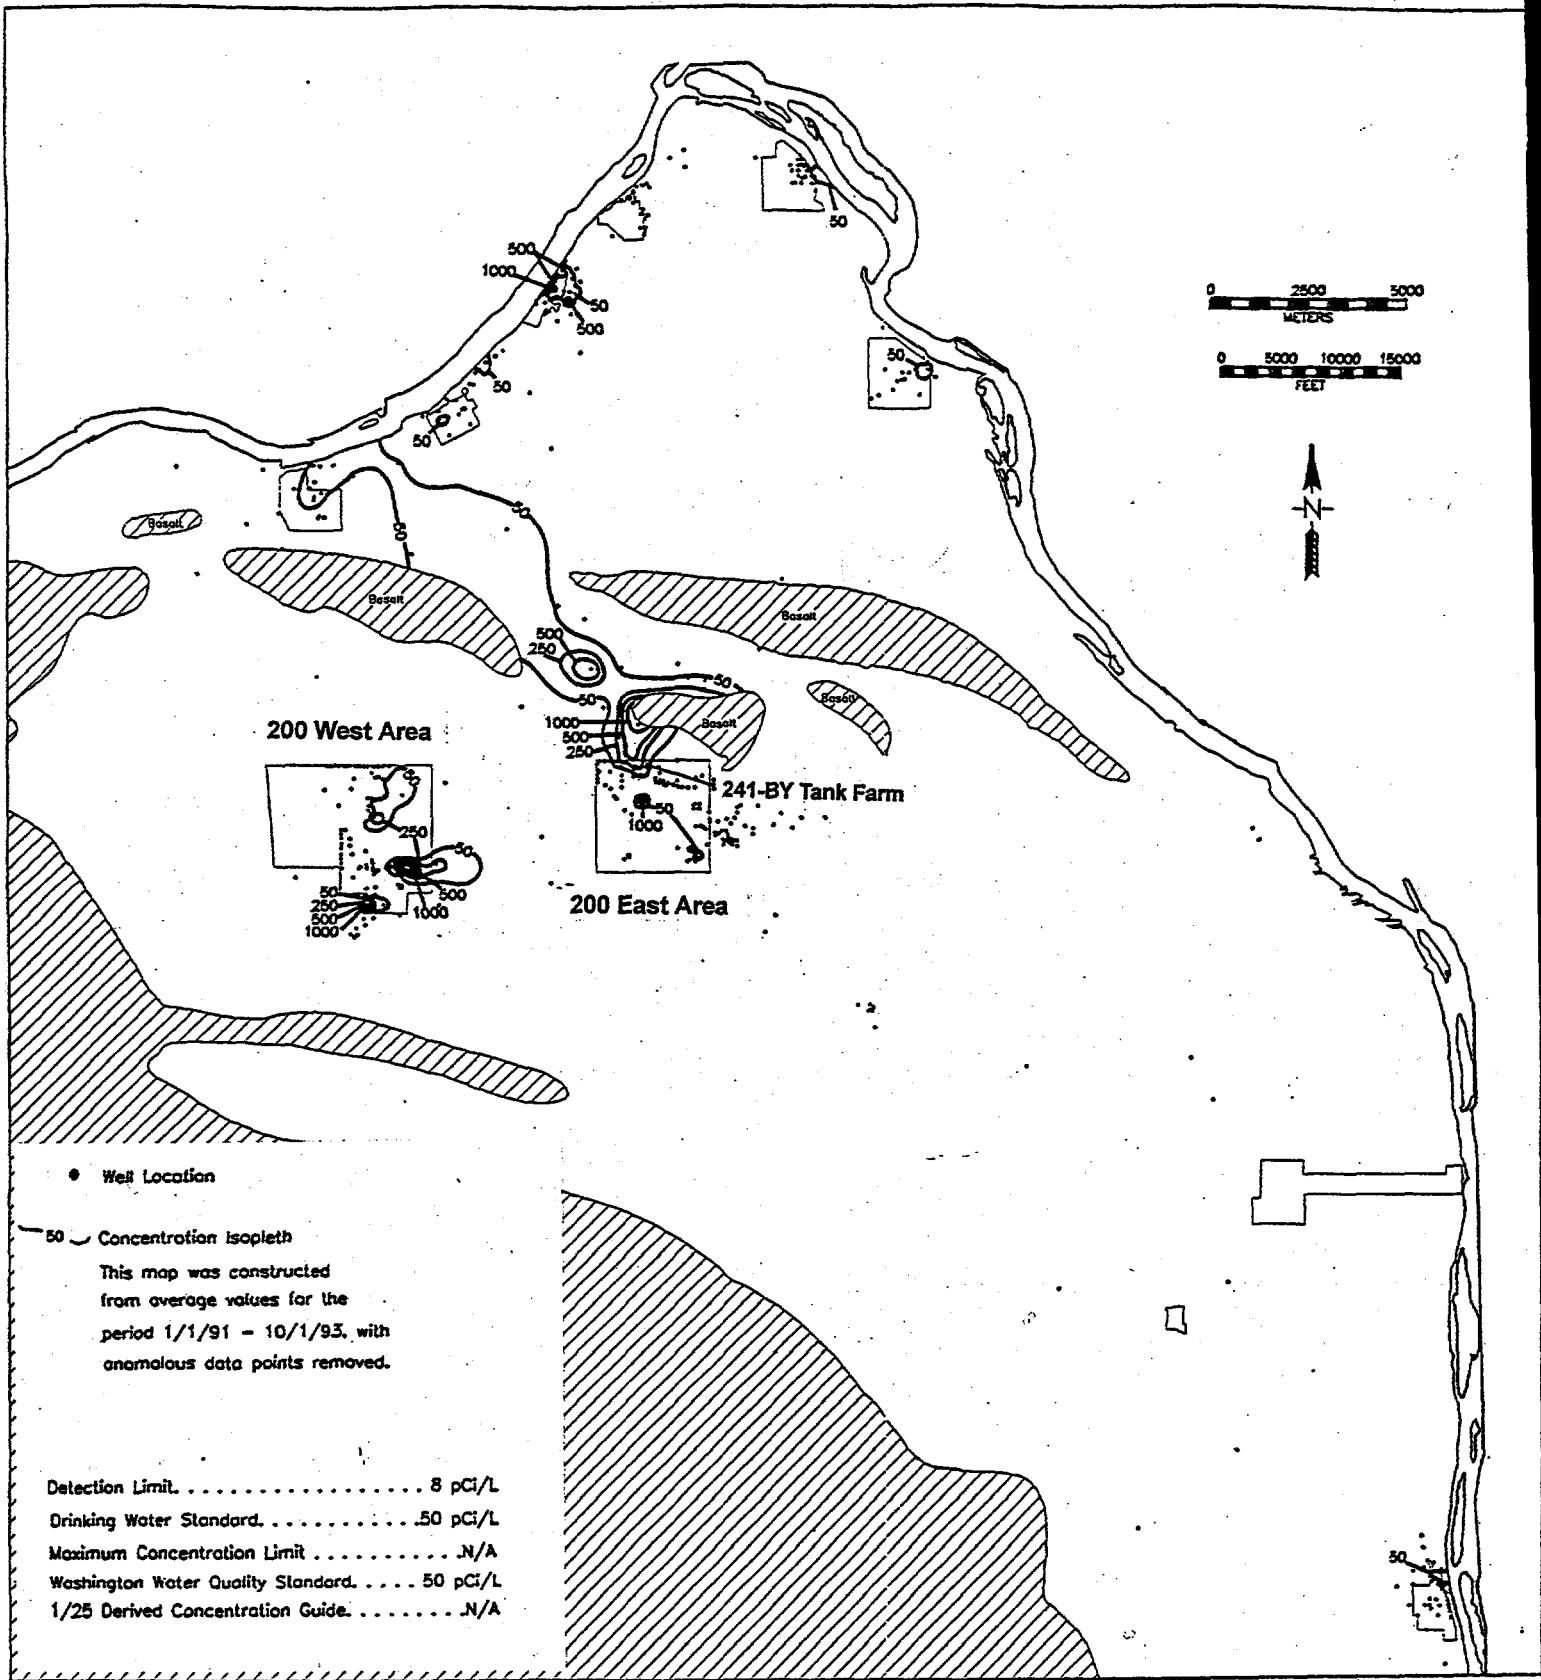 50
500
1000
50
500
0 2500 5000
METERS
0 5000 10000 15000
FEET
50
50
50
N
50
50
Basalt
Basalt
Basalt
500
250
50
50
Basalt
Basalt
1000
500
250
200 West Area
241-BY Tank Farm
50
250
50
1000
50
500
1000
50
250
500
1000
200 East Area
Well Location
50 Concentration Isopleth
This map was constructed
from average values for the
period 1/1/91 - 10/1/93, with
anomalous data points removed.
Detection Limit. . . . . . . . . . . . . . . . . . 8 pCi/L
Drinking Water Standard. . . . . . . . . . . .50 pCi/L
Maximum Concentration Limit . . . . . . . . . . .N/A
Washington Water Quality Standard. . . . . 50 pCi/L
1/25 Derived Concentration Guide. . . . . . . . .N/A
50